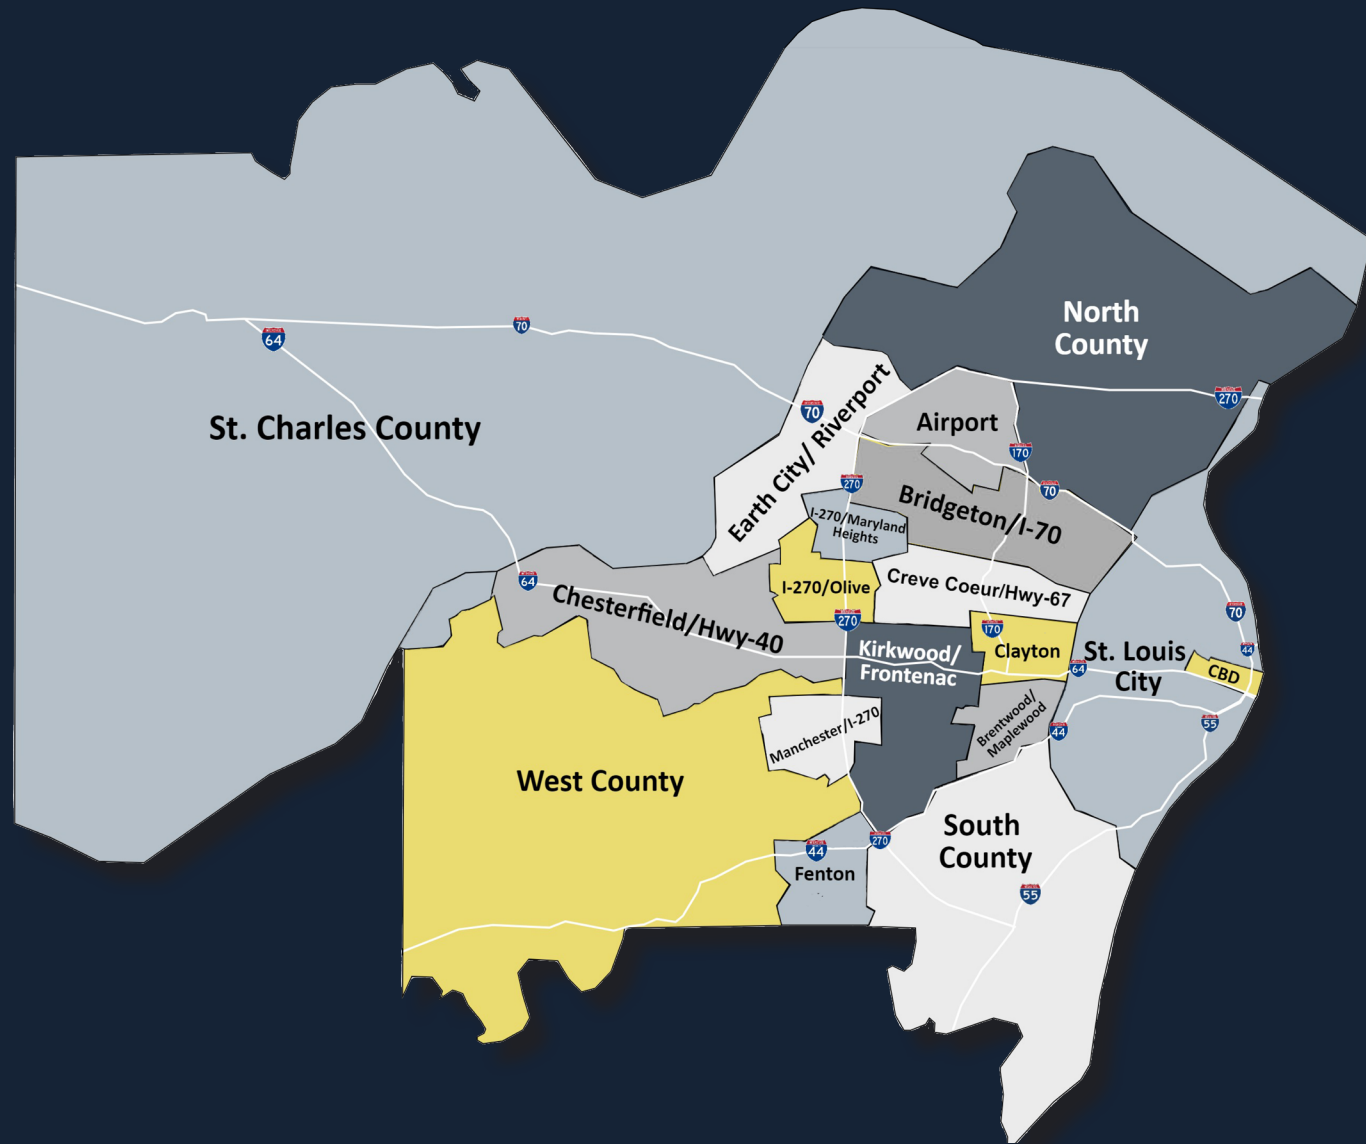 North
County
64
70
270
St. Charles County
70
Earth City/ Riverport
Airport
170
270
70
Bridgeton/I-70
I-270/Maryland
Heights
64
Chesterfield/Hwy-40
I-270/Olive
Creve Coeur/Hwy-67
270
170
70
Kirkwood/
Frontenac
Clayton
64
St. Louis
City
44
CBD
Manchester/I-270
Brentwood/
Maplewood
44
55
West County
South
County
270
44
Fenton
55